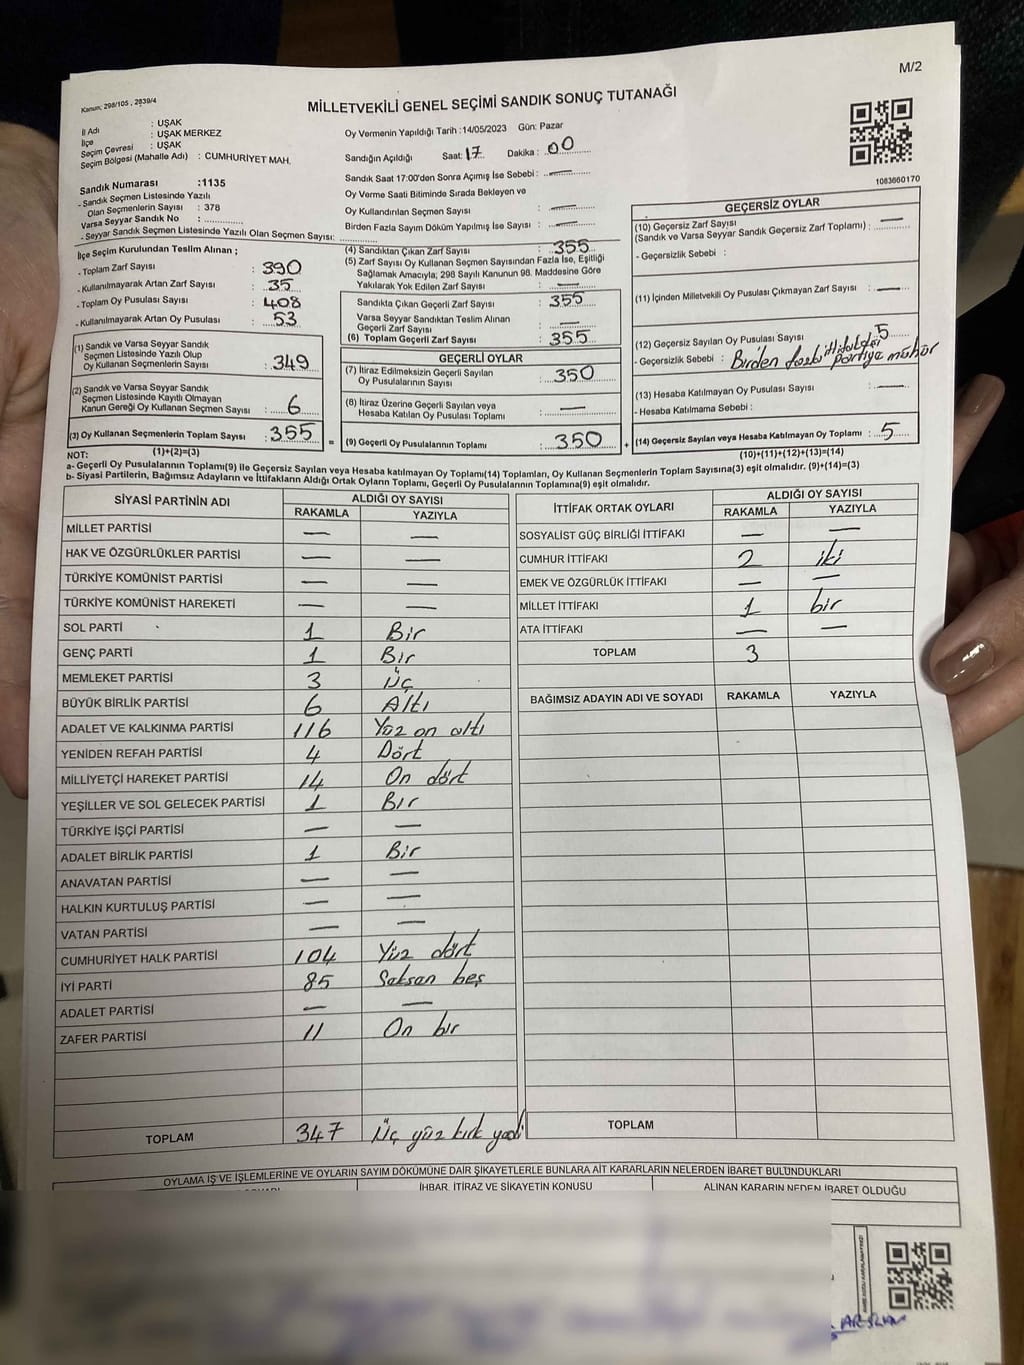 M/2
Kanun; 298/105 , 2839/4
MİLLETVEKİLİ GENEL SEÇİMİ SANDIK SONUÇ TUTANAĞI
İl Adı : UŞAK
İlçe : UŞAK MERKEZ
Seçim Çevresi : UŞAK
Seçim Bölgesi (Mahalle Adı) : CUMHURİYET MAH.
Sandık Numarası :1135
- Sandık Seçmen Listesinde Yazılı
Olan Seçmenlerin Sayısı : 378
Varsa Seyyar Sandık No : ..............
- Seyyar Sandık Seçmen Listesinde Yazılı Olan Seçmen Sayısı: ..............
Oy Vermenin Yapıldığı Tarih :14/05/2023 Gün: Pazar
Sandığın Açıldığı Saat: 17 Dakika : 00
Sandık Saat 17:00'den Sonra Açımış İse Sebebi : —
Oy Verme Saati Bitiminde Sırada Bekleyen ve
Oy Kullandırılan Seçmen Sayısı : —
Birden Fazla Sayım Döküm Yapılmış İse Sayısı : —
1083660170
İlçe Seçim Kurulundan Teslim Alınan ;
- Toplam Zarf Sayısı : 390
- Kullanılmayarak Artan Zarf Sayısı : 35
- Toplam Oy Pusulası Sayısı : 408
- Kullanılmayarak Artan Oy Pusulası : 53
(1) Sandık ve Varsa Seyyar Sandık
Seçmen Listesinde Yazılı Olup
Oy Kullanan Seçmenlerin Sayısı : 349
(2) Sandık ve Varsa Seyyar Sandık
Seçmen Listesinde Kayıtlı Olmayan
Kanun Gereği Oy Kullanan Seçmen Sayısı : 6
(3) Oy Kullanan Seçmenlerin Toplam Sayısı : 355
(1)+(2)=(3)
(4) Sandıktan Çıkan Zarf Sayısı : 355
(5) Zarf Sayısı Oy Kullanan Seçmen Sayısından Fazla İse, Eşitliği
Sağlamak Amacıyla; 298 Sayılı Kanunun 98. Maddesine Göre
Yakılarak Yok Edilen Zarf Sayısı : —
Sandıkta Çıkan Geçerli Zarf Sayısı : 355
Varsa Seyyar Sandıktan Teslim Alınan
Geçerli Zarf Sayısı : —
(6) Toplam Geçerli Zarf Sayısı : 355
GEÇERLİ OYLAR
(7) İtiraz Edilmeksizin Geçerli Sayılan
Oy Pusulalarının Sayısı : 350
(8) İtiraz Üzerine Geçerli Sayılan veya
Hesaba Katılan Oy Pusulası Toplamı : —
= (9) Geçerli Oy Pusulalarının Toplamı : 350 +
GEÇERSİZ OYLAR
(10) Geçersiz Zarf Sayısı
(Sandık ve Varsa Seyyar Sandık Geçersiz Zarf Toplamı) : —
- Geçersizlik Sebebi :
(11) İçinden Milletvekili Oy Pusulası Çıkmayan Zarf Sayısı : —
(12) Geçersiz Sayılan Oy Pusulası Sayısı : 5
- Geçersizlik Sebebi : Birden fazla partiye mühür
(13) Hesaba Katılmayan Oy Pusulası Sayısı : —
- Hesaba Katılmama Sebebi :
(14) Geçersiz Sayılan veya Hesaba Katılmayan Oy Toplamı : 5
(10)+(11)+(12)+(13)=(14)
NOT:
a- Geçerli Oy Pusulalarının Toplamı(9) ile Geçersiz Sayılan veya Hesaba katılmayan Oy Toplamı(14) Toplamları, Oy Kullanan Seçmenlerin Toplam Sayısına(3) eşit olmalıdır. (9)+(14)=(3)
b- Siyasi Partilerin, Bağımsız Adayların ve İttifakların Aldığı Ortak Oyların Toplamı, Geçerli Oy Pusulalarının Toplamına(9) eşit olmalıdır.
SİYASİ PARTİNİN ADI ALDIĞI OY SAYISI
RAKAMLA YAZIYLA
MİLLET PARTİSİ — —
HAK VE ÖZGÜRLÜKLER PARTİSİ — —
TÜRKİYE KOMÜNİST PARTİSİ — —
TÜRKİYE KOMÜNİST HAREKETİ — —
SOL PARTİ 1 Bir
GENÇ PARTİ 1 Bir
MEMLEKET PARTİSİ 3 Üç
BÜYÜK BİRLİK PARTİSİ 6 Altı
ADALET VE KALKINMA PARTİSİ 116 Yüz on altı
YENİDEN REFAH PARTİSİ 4 Dört
MİLLİYETÇİ HAREKET PARTİSİ 14 On dört
YEŞİLLER VE SOL GELECEK PARTİSİ 1 Bir
TÜRKİYE İŞÇİ PARTİSİ — —
ADALET BİRLİK PARTİSİ 1 Bir
ANAVATAN PARTİSİ — —
HALKIN KURTULUŞ PARTİSİ — —
VATAN PARTİSİ — —
CUMHURİYET HALK PARTİSİ 104 Yüz dört
İYİ PARTİ 85 Seksen beş
ADALET PARTİSİ — —
ZAFER PARTİSİ 11 On bir
TOPLAM 347 Üç yüz kırk yedi
İTTİFAK ORTAK OYLARI ALDIĞI OY SAYISI
RAKAMLA YAZIYLA
SOSYALİST GÜÇ BİRLİĞİ İTTİFAKI — —
CUMHUR İTTİFAKI 2 iki
EMEK VE ÖZGÜRLÜK İTTİFAKI — —
MİLLET İTTİFAKI 1 bir
ATA İTTİFAKI — —
TOPLAM 3
BAĞIMSIZ ADAYIN ADI VE SOYADI RAKAMLA YAZIYLA
TOPLAM
OYLAMA İŞ VE İŞLEMLERİNE VE OYLARIN SAYIM DÖKÜMÜNE DAİR ŞİKAYETLERLE BUNLARA AİT KARARLARIN NELERDEN İBARET BULUNDUKLARI
İHBAR, İTİRAZ VE ŞİKAYETİN KONUSU ALINAN KARARIN NEDEN İBARET OLDUĞU
ARSLAN